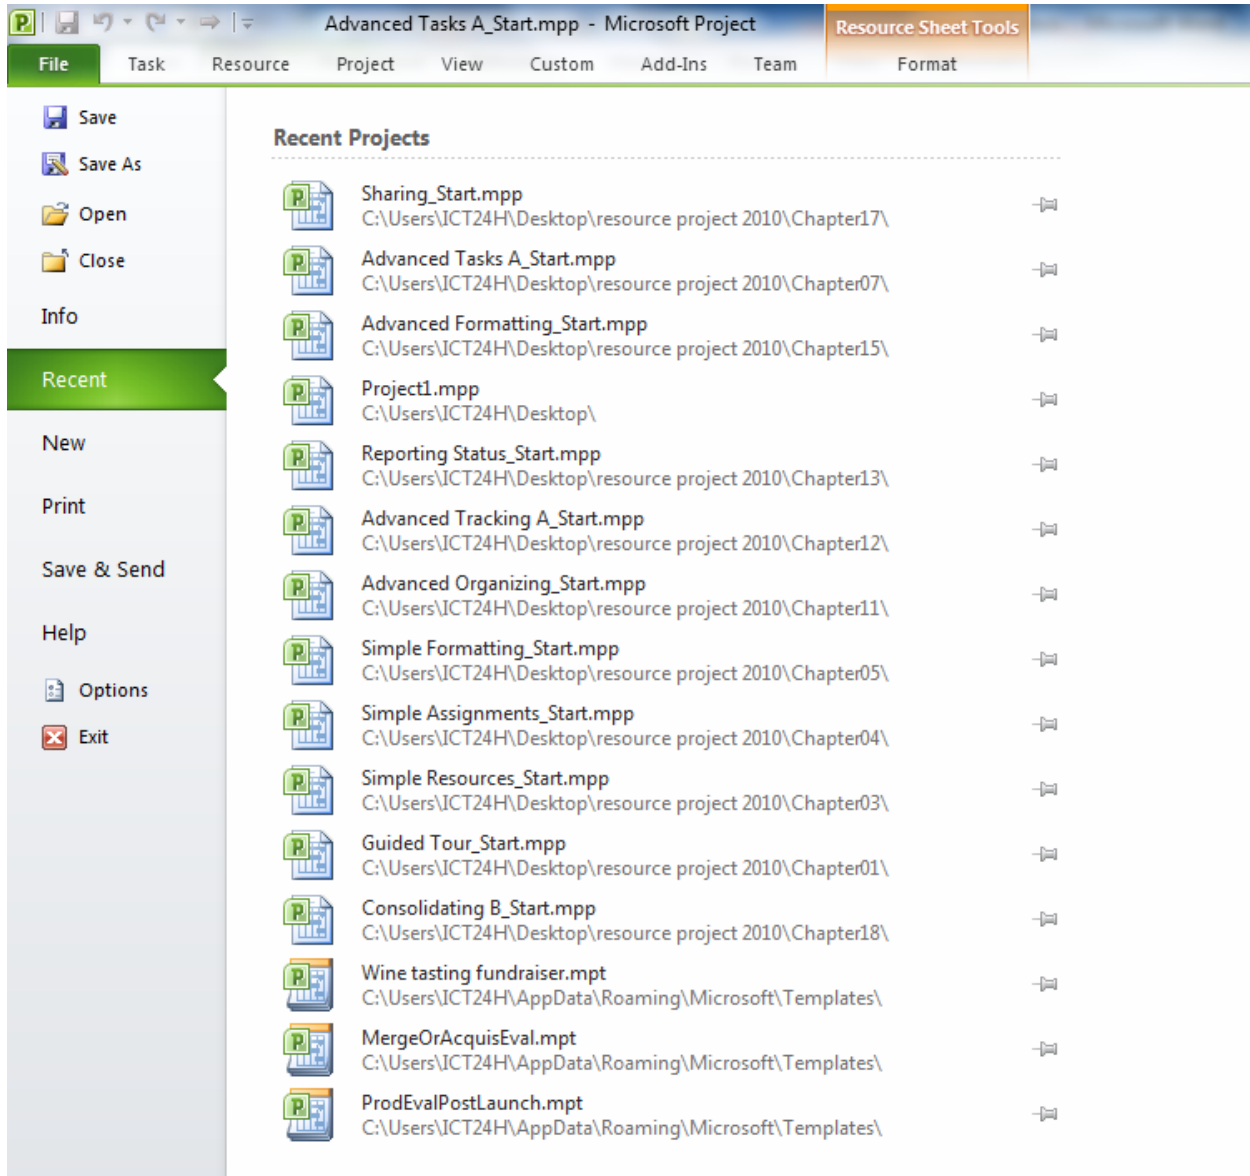 Advanced Tasks A_Start.mpp - Microsoft Project
Resource Sheet Tools
File Task Resource Project View Custom Add-Ins Team Format
Save
Save As
Open
Close
Info
Recent
New
Print
Save & Send
Help
Options
Exit
Recent Projects
Sharing_Start.mpp
C:\Users\ICT24H\Desktop\resource project 2010\Chapter17\
Advanced Tasks A_Start.mpp
C:\Users\ICT24H\Desktop\resource project 2010\Chapter07\
Advanced Formatting_Start.mpp
C:\Users\ICT24H\Desktop\resource project 2010\Chapter15\
Project1.mpp
C:\Users\ICT24H\Desktop\
Reporting Status_Start.mpp
C:\Users\ICT24H\Desktop\resource project 2010\Chapter13\
Advanced Tracking A_Start.mpp
C:\Users\ICT24H\Desktop\resource project 2010\Chapter12\
Advanced Organizing_Start.mpp
C:\Users\ICT24H\Desktop\resource project 2010\Chapter11\
Simple Formatting_Start.mpp
C:\Users\ICT24H\Desktop\resource project 2010\Chapter05\
Simple Assignments_Start.mpp
C:\Users\ICT24H\Desktop\resource project 2010\Chapter04\
Simple Resources_Start.mpp
C:\Users\ICT24H\Desktop\resource project 2010\Chapter03\
Guided Tour_Start.mpp
C:\Users\ICT24H\Desktop\resource project 2010\Chapter01\
Consolidating B_Start.mpp
C:\Users\ICT24H\Desktop\resource project 2010\Chapter18\
Wine tasting fundraiser.mpt
C:\Users\ICT24H\AppData\Roaming\Microsoft\Templates\
MergeOrAcquisEval.mpt
C:\Users\ICT24H\AppData\Roaming\Microsoft\Templates\
ProdEvalPostLaunch.mpt
C:\Users\ICT24H\AppData\Roaming\Microsoft\Templates\